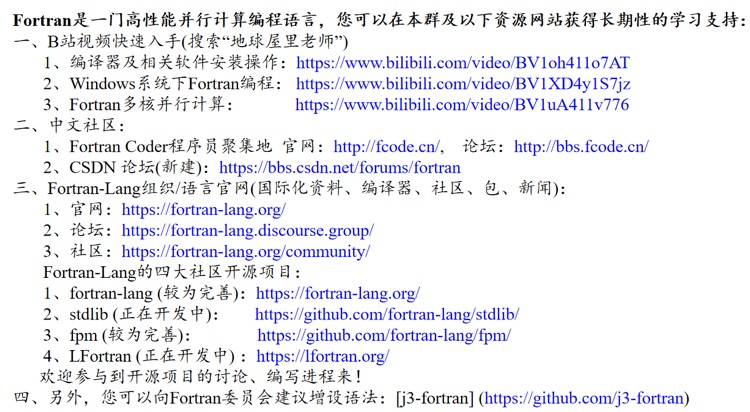 Fortran是一门高性能并行计算编程语言，您可以在本群及以下资源网站获得长期性的学习支持：
一、B站视频快速入手(搜索“地球屋里老师”)
1、编译器及相关软件安装操作：https://www.bilibili.com/video/BV1oh411o7AT
2、Windows系统下Fortran编程：https://www.bilibili.com/video/BV1XD4y1S7jz
3、Fortran多核并行计算： https://www.bilibili.com/video/BV1uA411v776
二、中文社区：
1、Fortran Coder程序员聚集地 官网：http://fcode.cn/, 论坛：http://bbs.fcode.cn/
2、CSDN 论坛(新建)：https://bbs.csdn.net/forums/fortran
三、Fortran-Lang组织/语言官网(国际化资料、编译器、社区、包、新闻)：
1、官网：https://fortran-lang.org/
2、论坛：https://fortran-lang.discourse.group/
3、社区：https://fortran-lang.org/community/
Fortran-Lang的四大社区开源项目：
1、fortran-lang (较为完善)：https://fortran-lang.org/
2、stdlib (正在开发中)： https://github.com/fortran-lang/stdlib/
3、fpm (较为完善)： https://github.com/fortran-lang/fpm/
4、LFortran (正在开发中) ：https://lfortran.org/
欢迎参与到开源项目的讨论、编写进程来！
四、另外，您可以向Fortran委员会建议增设语法：[j3-fortran] (https://github.com/j3-fortran)